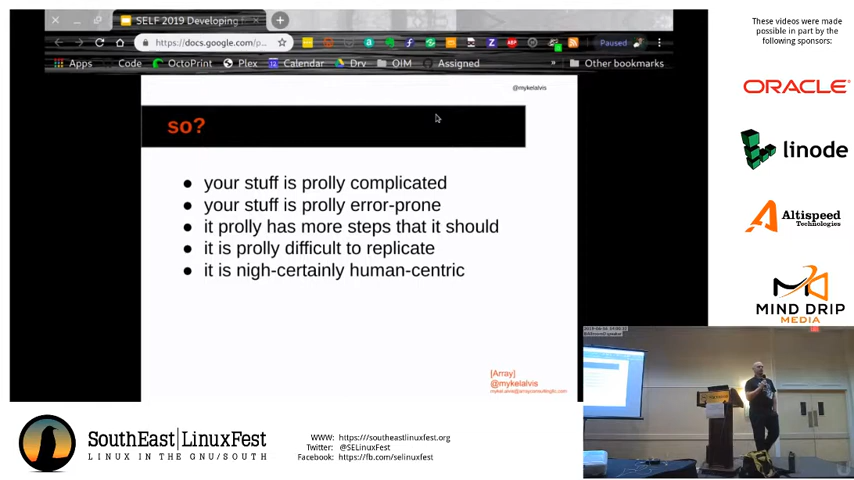 SELF 2019 Developing
https://docs.google.com/p...
Paused
Apps
Code
OctoPrint
Plex
Calendar
Drv
OIM
Assigned
»
Other bookmarks
@mykelalvis
so?
● your stuff is prolly complicated
● your stuff is prolly error-prone
● it prolly has more steps that it should
● it is prolly difficult to replicate
● it is nigh-certainly human-centric
[Array]
@mykelalvis
These videos were made
possible in part by the
following sponsors:
ORACLE
linode
Altispeed
Technologies
MIND DRIP
MEDIA
SouthEast|LinuxFest
LINUX IN THE GNU/SOUTH
WWW: https://southeastlinuxfest.org
Twitter: @SELinuxFest
Facebook: https://fb.com/selinuxfest